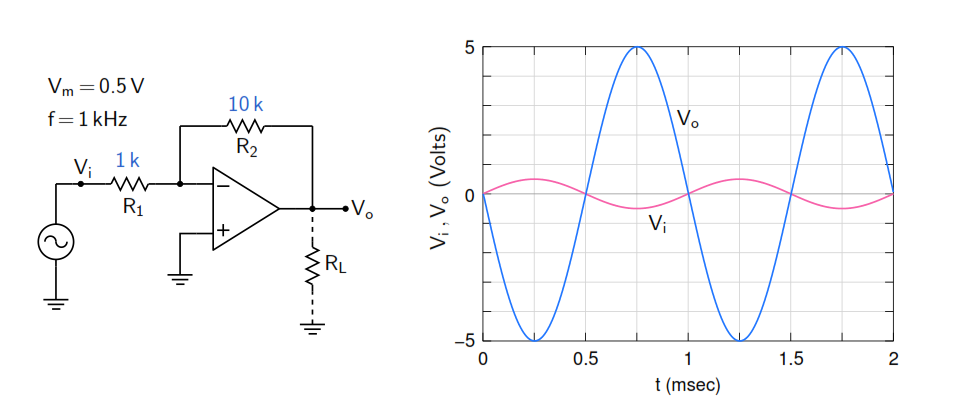 Vₘ = 0.5 V
f = 1 kHz
Vᵢ
1 k
R₁
10 k
R₂
−
+
Vₒ
R_L
Vᵢ , Vₒ (Volts)
5
0
−5
Vₒ
Vᵢ
0
0.5
1
1.5
2
t (msec)